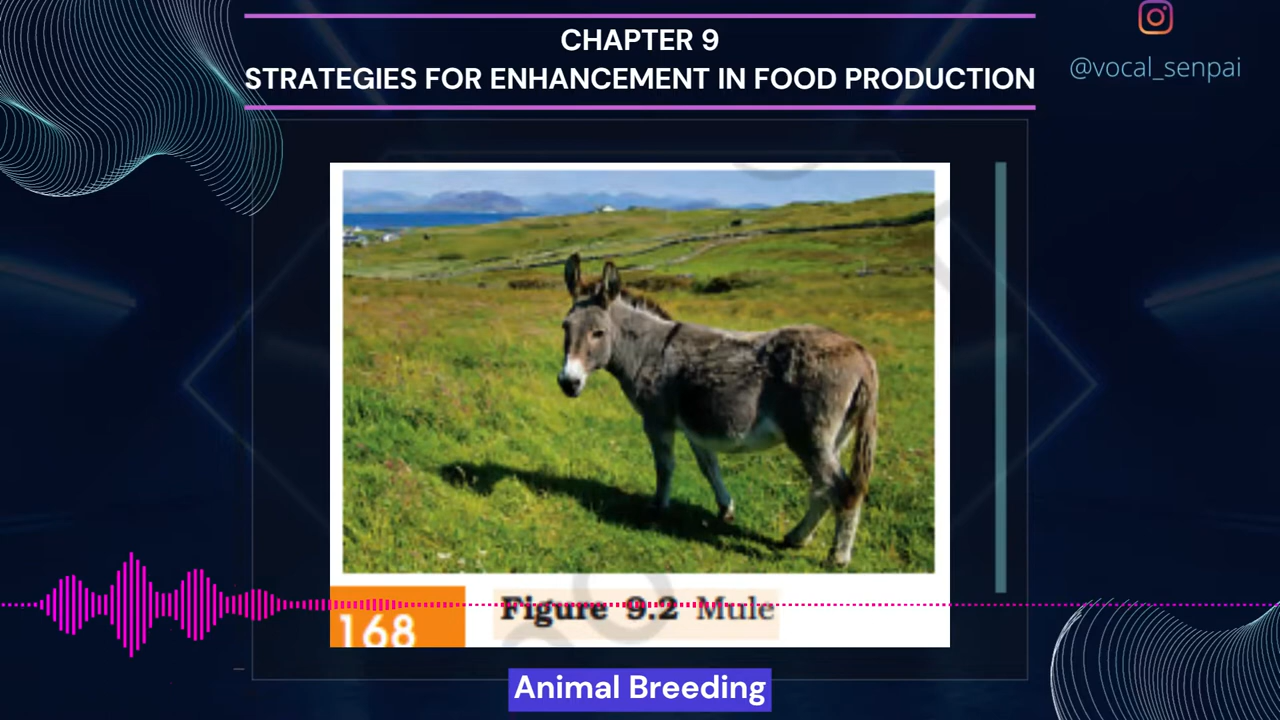 CHAPTER 9
STRATEGIES FOR ENHANCEMENT IN FOOD PRODUCTION
@vocal_senpai
Figure 9.2 Mule
168
Animal Breeding